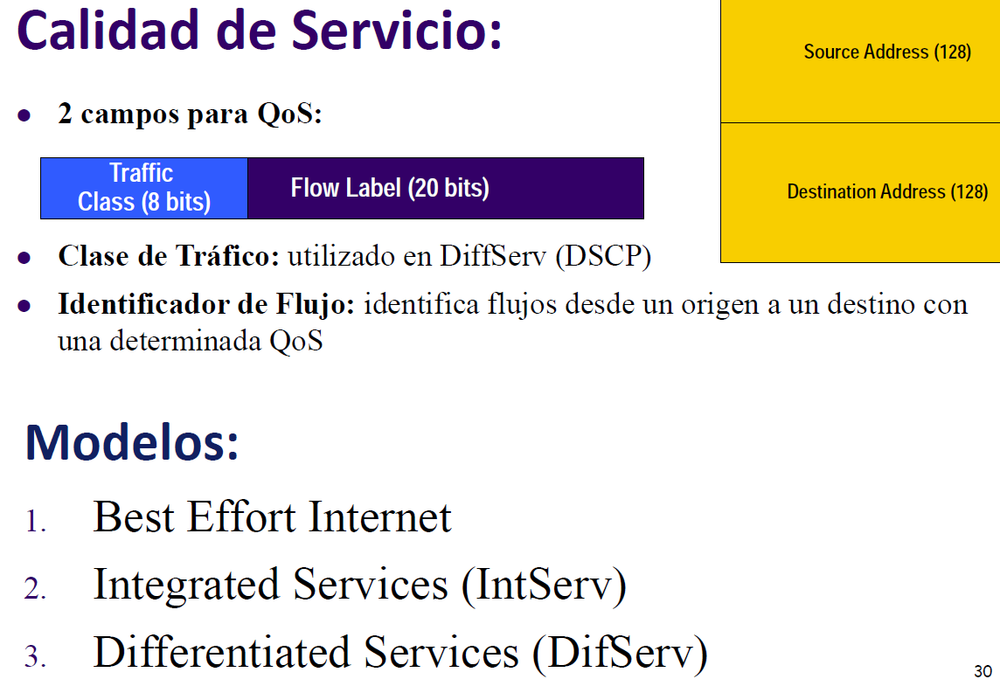 Calidad de Servicio:
Source Address (128)
● 2 campos para QoS:
Traffic
Class (8 bits)
Flow Label (20 bits)
Destination Address (128)
● Clase de Tráfico: utilizado en DiffServ (DSCP)
● Identificador de Flujo: identifica flujos desde un origen a un destino con
una determinada QoS
Modelos:
1. Best Effort Internet
2. Integrated Services (IntServ)
3. Differentiated Services (DifServ)
30